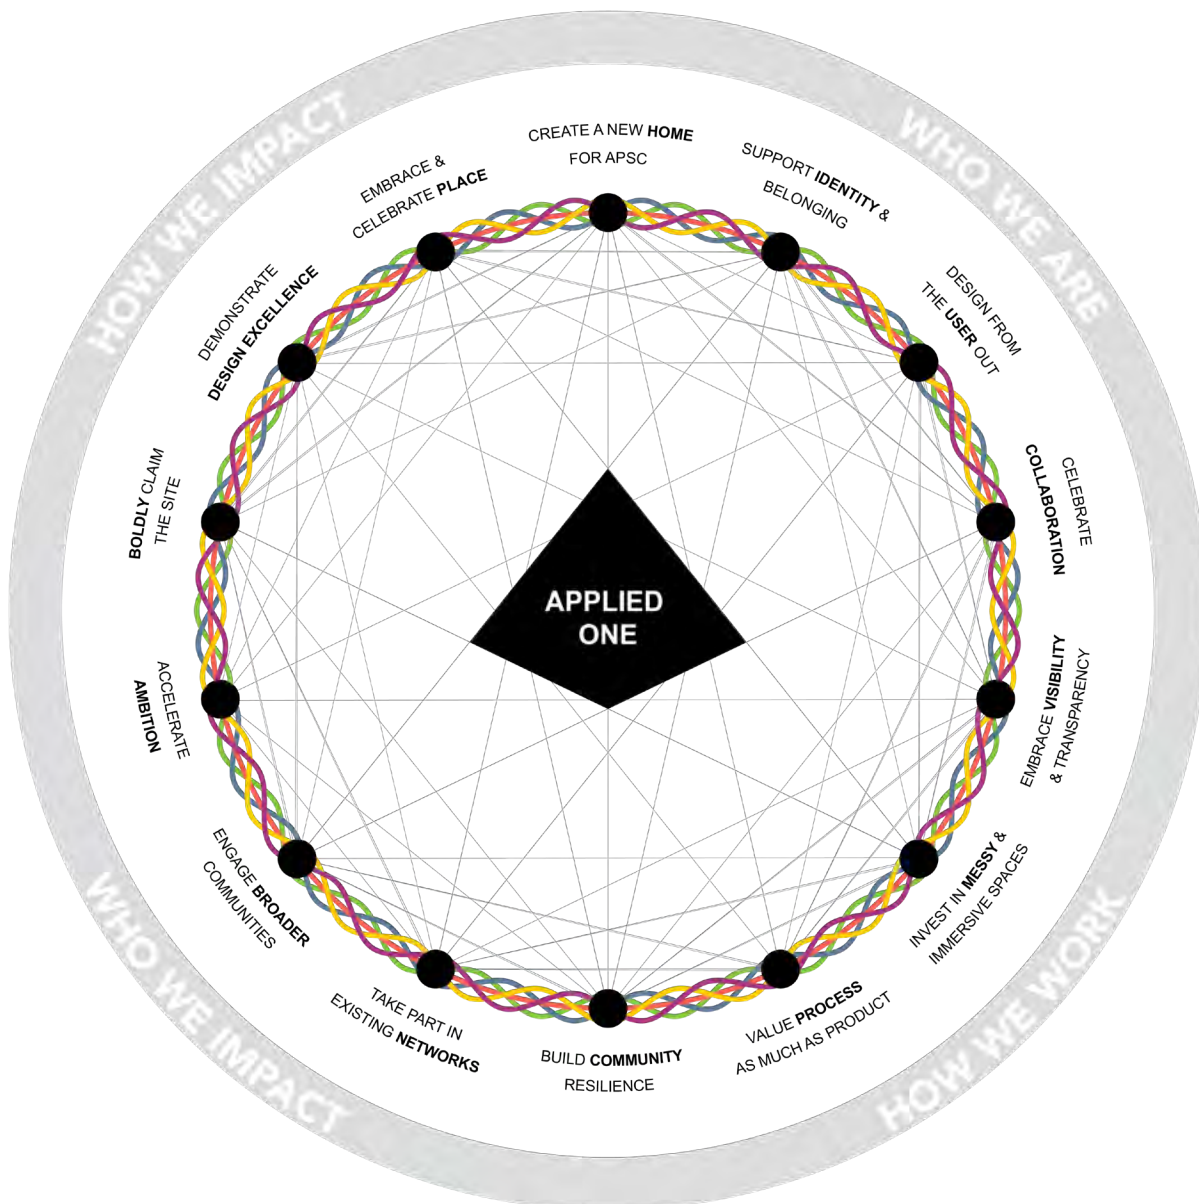 HOW WE IMPACT
WHO WE ARE
CREATE A NEW HOME
FOR APSC
SUPPORT IDENTITY &
BELONGING
DESIGN FROM
THE USER OUT
CELEBRATE
COLLABORATION
EMBRACE VISIBILITY
& TRANSPARENCY
INVEST IN MESSY &
IMMERSIVE SPACES
VALUE PROCESS
AS MUCH AS PRODUCT
BUILD COMMUNITY
RESILIENCE
TAKE PART IN
EXISTING NETWORKS
ENGAGE BROADER
COMMUNITIES
ACCELERATE
AMBITION
BOLDLY CLAIM
THE SITE
DEMONSTRATE
DESIGN EXCELLENCE
EMBRACE &
CELEBRATE PLACE
APPLIED
ONE
WHO WE IMPACT
HOW WE WORK